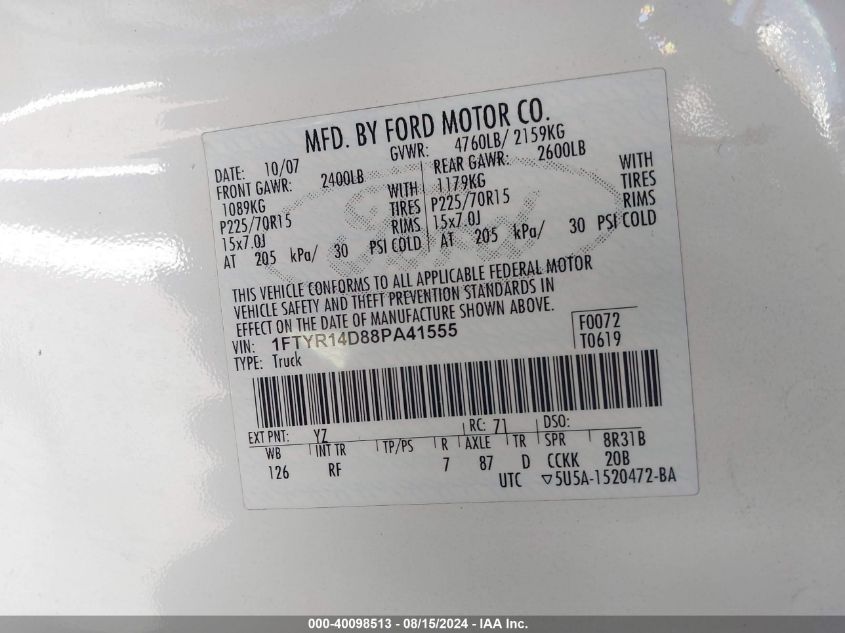 MFD. BY FORD MOTOR CO.
DATE: 10/07 GVWR: 4760LB/ 2159KG
FRONT GAWR: 2400LB REAR GAWR: 2600LB
1089KG WITH 1179KG WITH
P225/70R15 TIRES P225/70R15 TIRES
15x7.0J RIMS 15x7.0J RIMS
AT 205 kPa/ 30 PSI COLD AT 205 kPa/ 30 PSI COLD
Ford
THIS VEHICLE CONFORMS TO ALL APPLICABLE FEDERAL MOTOR
VEHICLE SAFETY AND THEFT PREVENTION STANDARDS IN
EFFECT ON THE DATE OF MANUFACTURE SHOWN ABOVE.
VIN: 1FTYR14D88PA41555 F0072
TYPE: Truck T0619
EXT PNT: YZ RC: 71 DSO:
WB INT TR TP/PS R AXLE TR SPR 8R31B
126 RF 7 87 D CCKK 20B
UTC ▽5U5A-1520472-BA
000-40098513 - 08/15/2024 - IAA Inc.